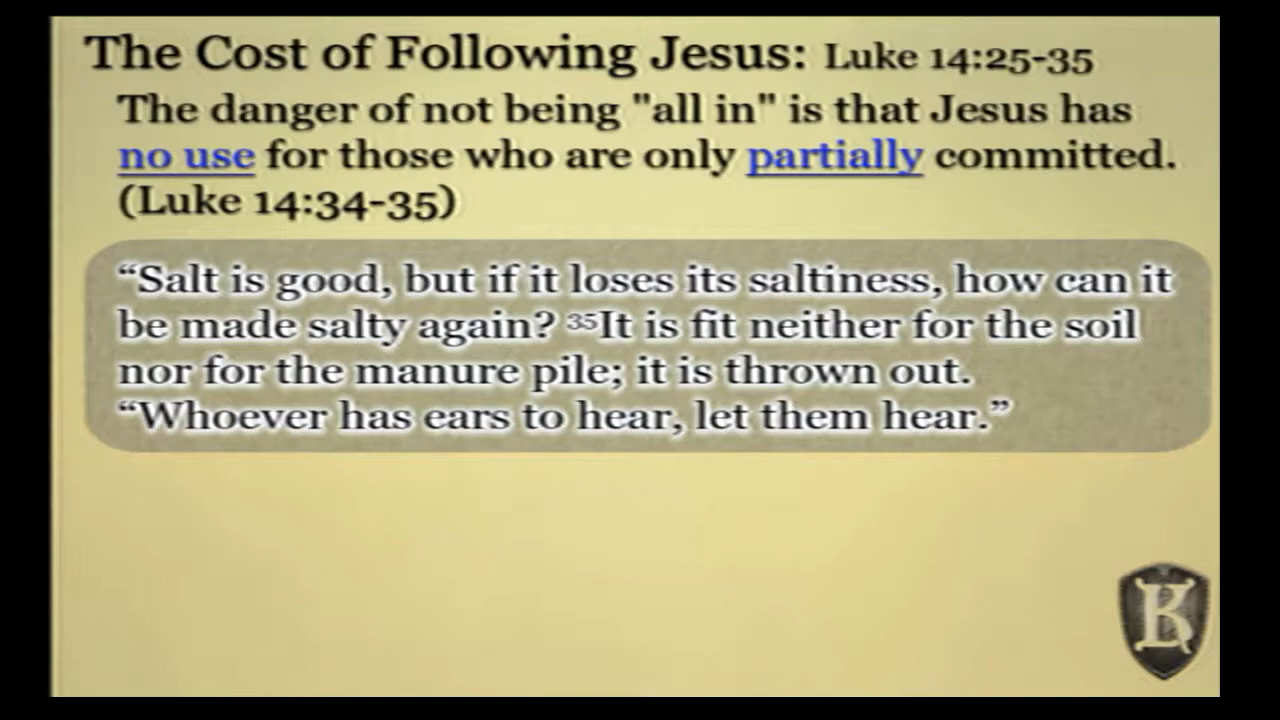 The Cost of Following Jesus: Luke 14:25-35
The danger of not being "all in" is that Jesus has
no use for those who are only partially committed.
(Luke 14:34-35)
“Salt is good, but if it loses its saltiness, how can it
be made salty again? ³⁵It is fit neither for the soil
nor for the manure pile; it is thrown out.
“Whoever has ears to hear, let them hear.”
K